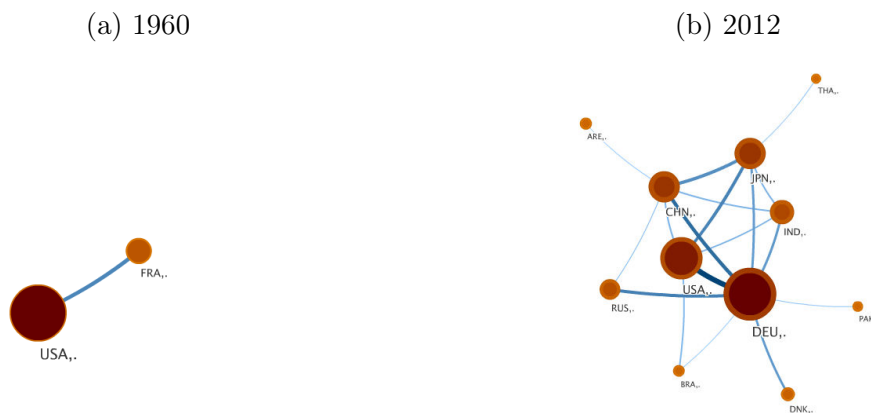 (a) 1960
(b) 2012
FRA,.
USA,.
THA,.
ARE,.
JPN,.
CHN,.
IND,.
USA,.
RUS,.
PAK
DEU,.
BRA,.
DNK,.